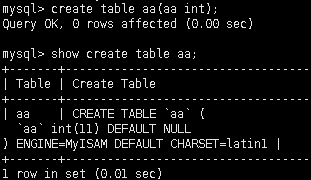 mysql> create table aa(aa int);
Query OK, 0 rows affected (0.00 sec)
mysql> show create table aa;
+-------+----------------
| Table | Create Table
+-------+----------------
| aa    | CREATE TABLE `aa` (
  `aa` int(11) DEFAULT NULL
) ENGINE=MyISAM DEFAULT CHARSET=latin1 |
+-------+----------------
1 row in set (0.01 sec)